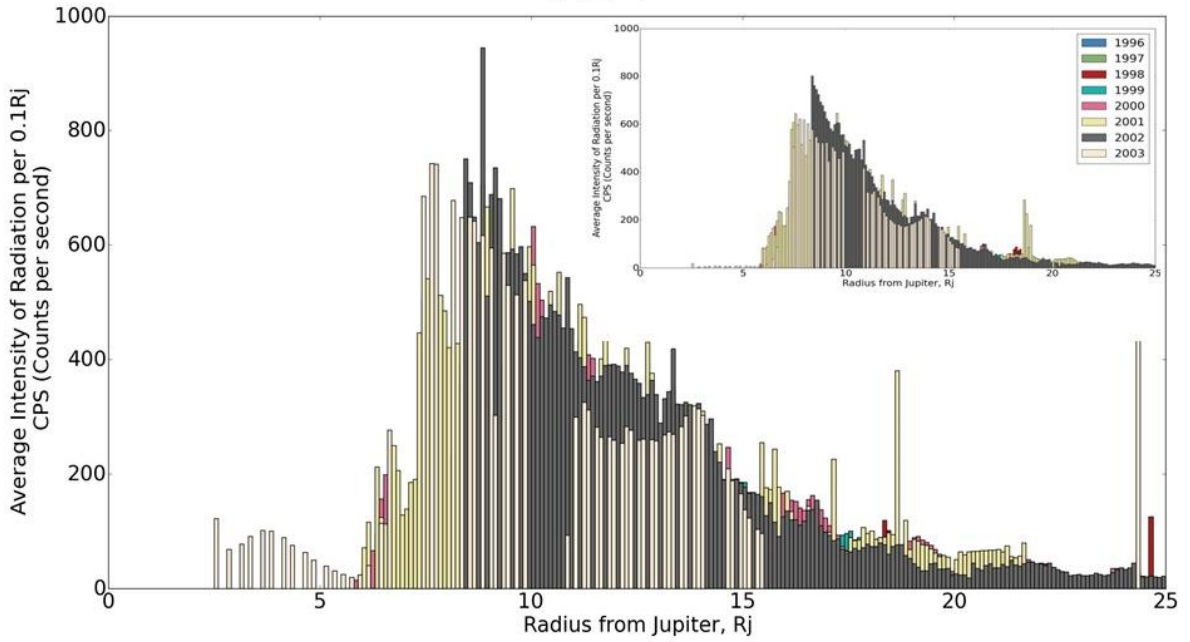 1000
800
600
400
200
0
Average Intensity of Radiation per 0.1Rj
CPS (Counts per second)
0 5 10 15 20 25
Radius from Jupiter, Rj
1000
800
600
400
200
0
Average Intensity of Radiation per 0.1Rj
CPS (Counts per second)
0 5 10 15 20 25
Radius from Jupiter, Rj
1996
1997
1998
1999
2000
2001
2002
2003